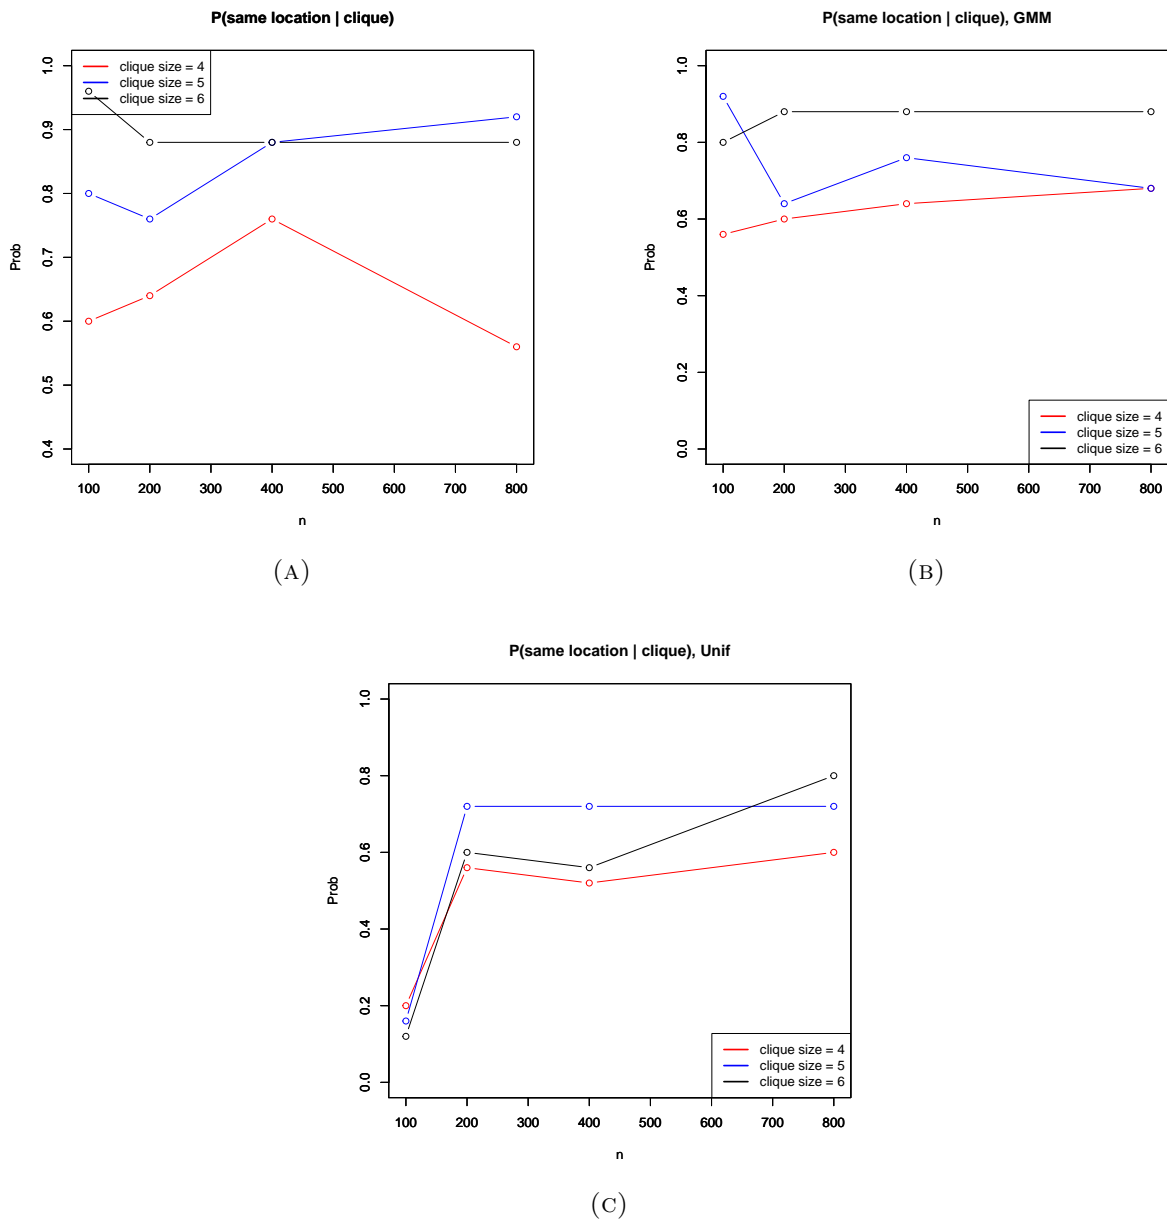 P(same location | clique)
clique size = 4
clique size = 5
clique size = 6
Prob
1.0
0.9
0.8
0.7
0.6
0.5
0.4
100 200 300 400 500 600 700 800
n
(A)
P(same location | clique), GMM
Prob
1.0
0.8
0.6
0.4
0.2
0.0
clique size = 4
clique size = 5
clique size = 6
100 200 300 400 500 600 700 800
n
(B)
P(same location | clique), Unif
Prob
1.0
0.8
0.6
0.4
0.2
0.0
clique size = 4
clique size = 5
clique size = 6
100 200 300 400 500 600 700 800
n
(C)